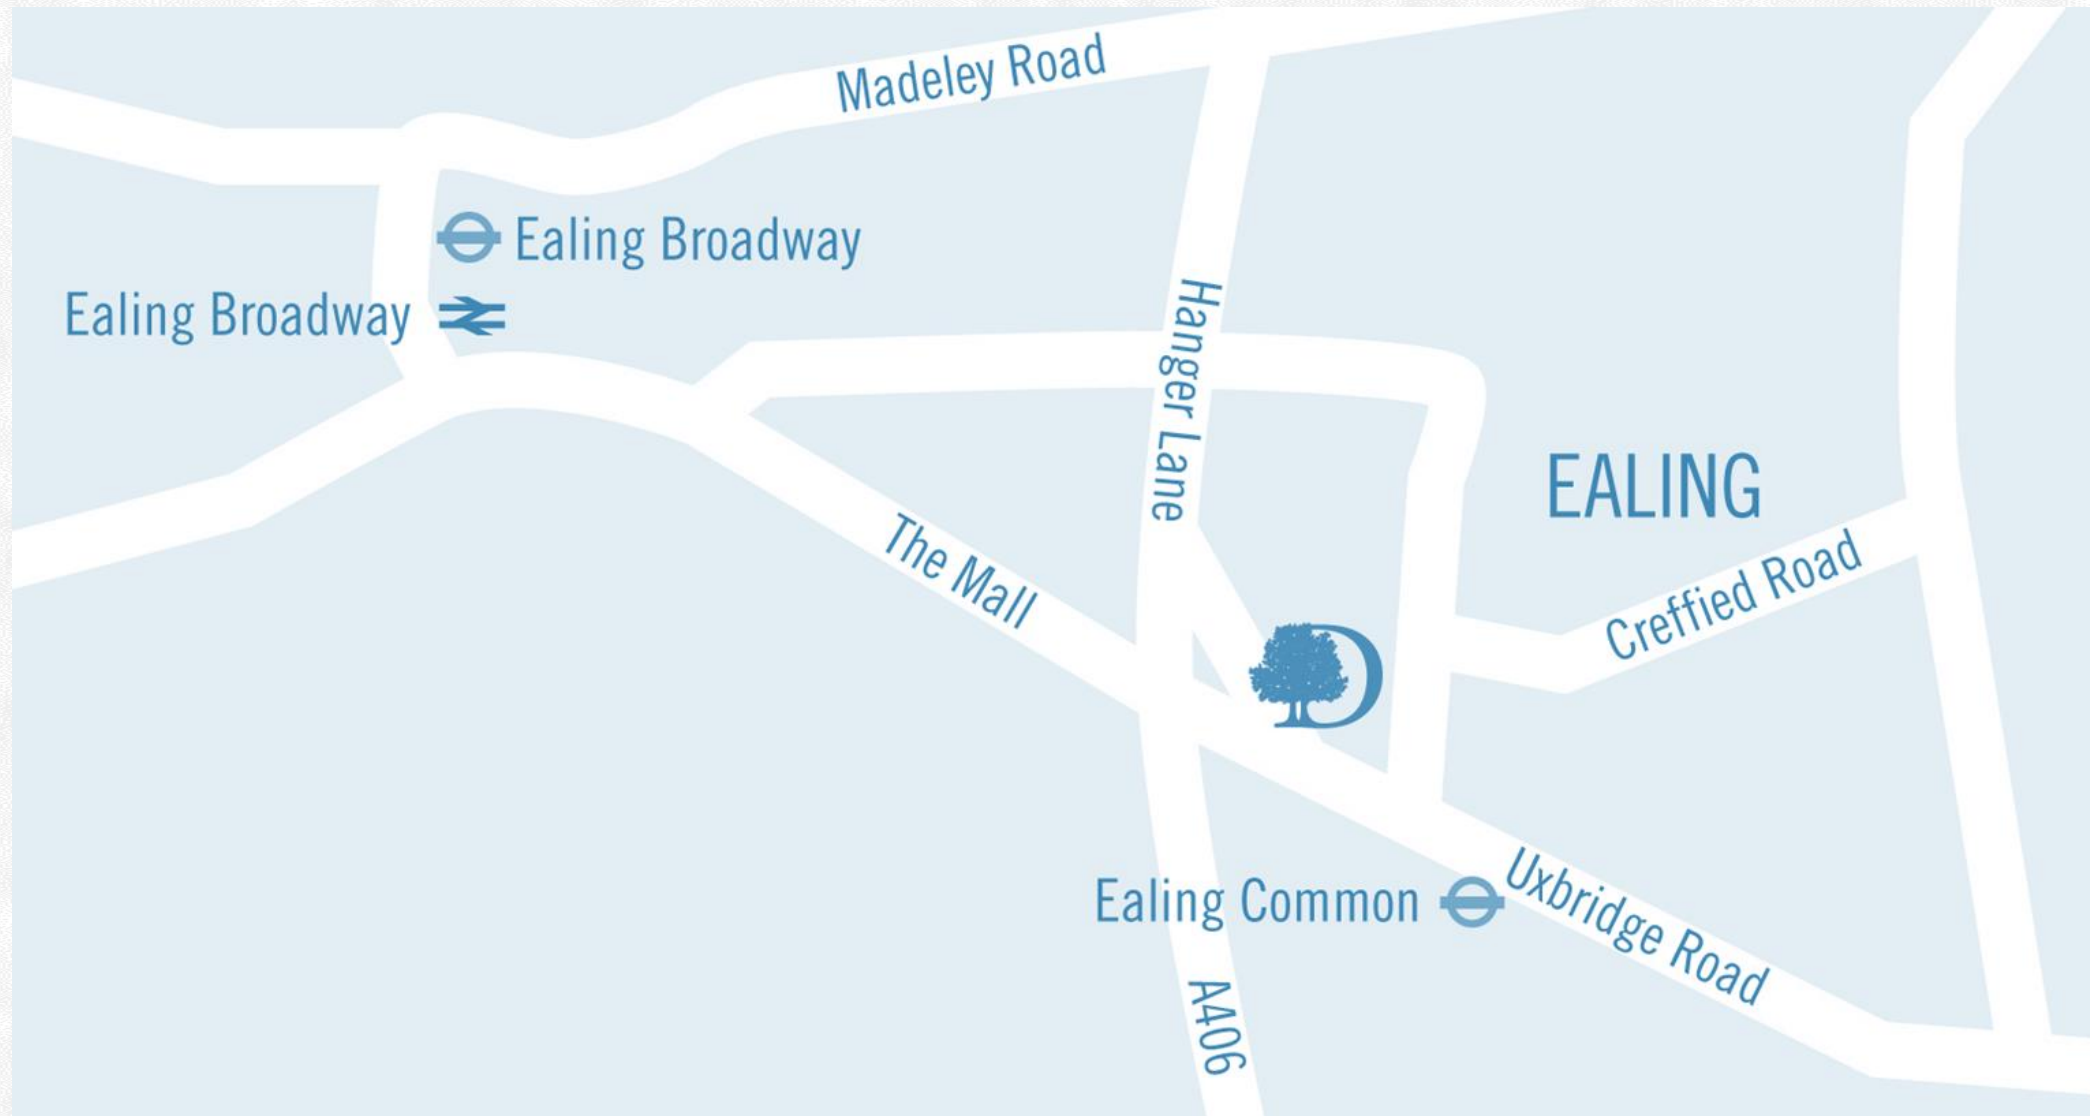 Madeley Road
Ealing Broadway
Ealing Broadway
Hanger Lane
EALING
The Mall
Creffied Road
D
Uxbridge Road
Ealing Common
A406